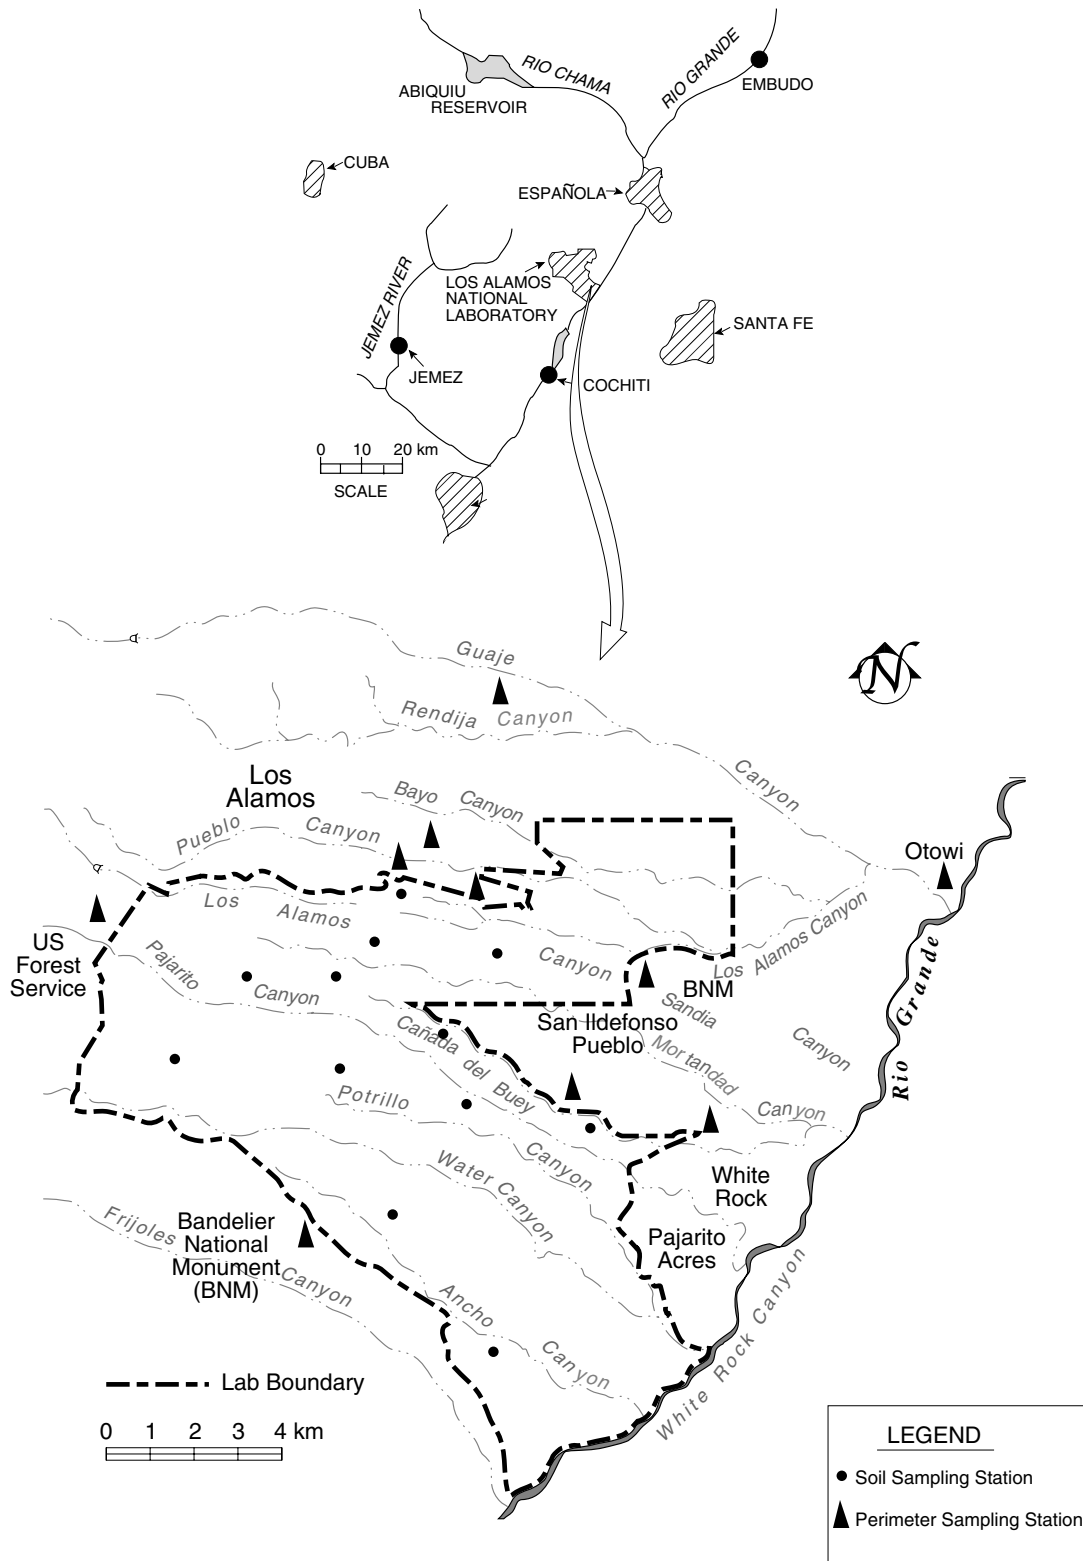 RIO CHAMA
RIO GRANDE
ABIQUIU
RESERVOIR
EMBUDO
CUBA
ESPAÑOLA
JEMEZ RIVER
LOS ALAMOS
NATIONAL
LABORATORY
SANTA FE
JEMEZ
COCHITI
0 10 20 km
SCALE
N
Guaje
Rendija Canyon
Canyon
Los
Alamos
Bayo Canyon
Pueblo Canyon
Otowi
Los Alamos
Canyon
Los Alamos Canyon
US
Forest
Service
Pajarito
Canyon
BNM
Sandia
Canyon
San Ildefonso
Pueblo
Mortandad
Canyon
Cañada del Buey
Rio Grande
Potrillo
Canyon
Water Canyon
White
Rock
Pajarito
Acres
Bandelier
National
Monument
(BNM)
Frijoles
Canyon
Ancho
Canyon
White Rock Canyon
Lab Boundary
0 1 2 3 4 km
LEGEND
Soil Sampling Station
Perimeter Sampling Station